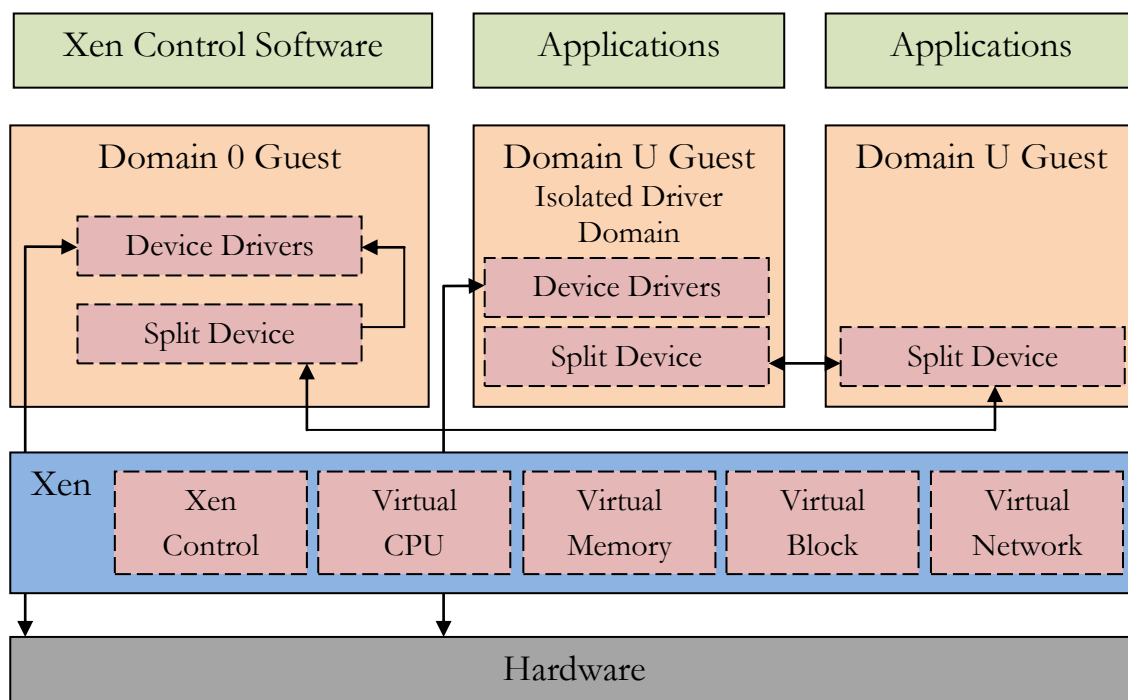 Xen Control Software
Applications
Applications
Domain 0 Guest
Device Drivers
Split Device
Domain U Guest
Isolated Driver
Domain
Device Drivers
Split Device
Domain U Guest
Split Device
Xen
Xen
Control
Virtual
CPU
Virtual
Memory
Virtual
Block
Virtual
Network
Hardware